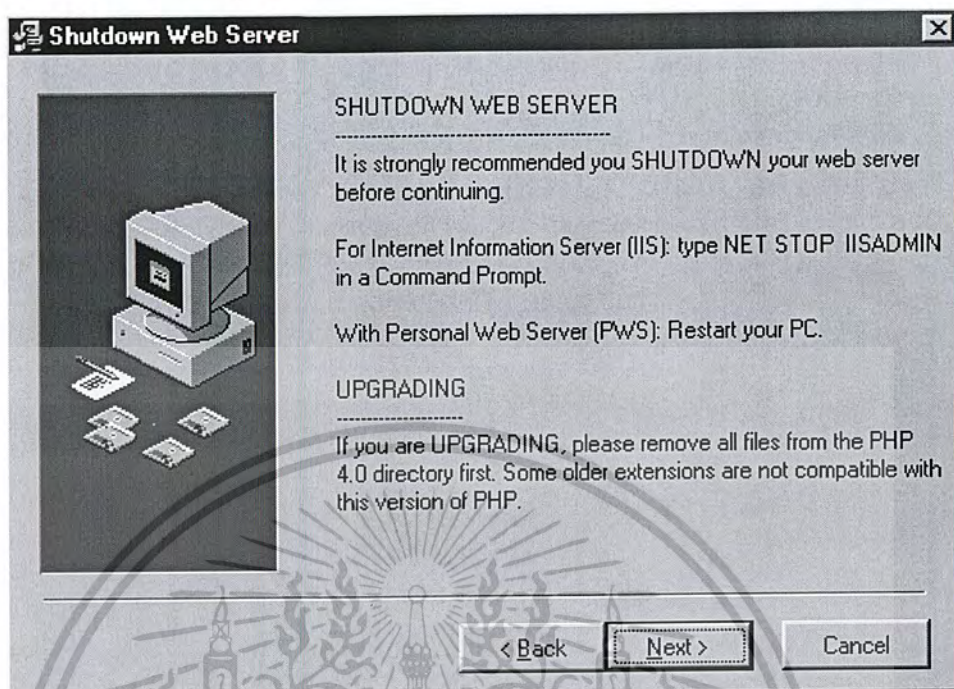 Shutdown Web Server
SHUTDOWN WEB SERVER
-----------------------------------------
It is strongly recommended you SHUTDOWN your web server
before continuing.
For Internet Information Server (IIS): type NET STOP IISADMIN
in a Command Prompt.
With Personal Web Server (PWS): Restart your PC.
UPGRADING
-------------------
If you are UPGRADING, please remove all files from the PHP
4.0 directory first. Some older extensions are not compatible with
this version of PHP.
< Back
Next >
Cancel